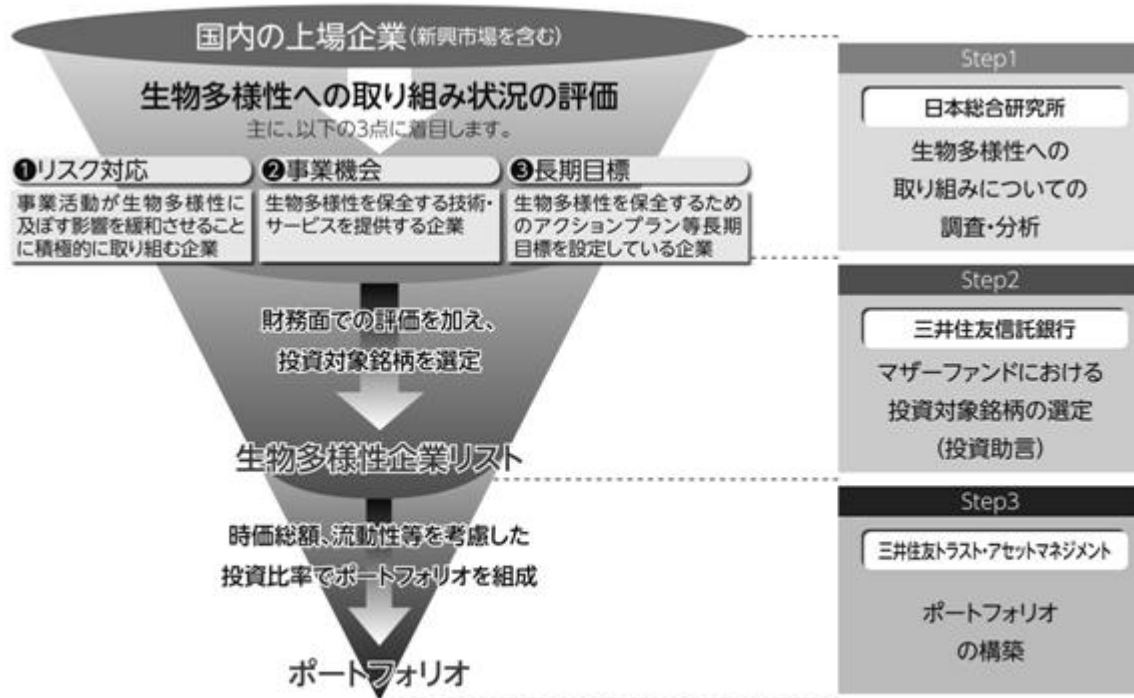 国内の上場企業(新興市場を含む)
生物多様性への取り組み状況の評価
主に、以下の3点に着目します。
❶リスク対応
事業活動が生物多様性に
及ぼす影響を緩和させること
に積極的に取り組む企業
❷事業機会
生物多様性を保全する技術・
サービスを提供する企業
❸長期目標
生物多様性を保全するため
のアクションプラン等長期
目標を設定している企業
財務面での評価を加え、
投資対象銘柄を選定
生物多様性企業リスト
時価総額、流動性等を考慮した
投資比率でポートフォリオを組成
ポートフォリオ
Step1
日本総合研究所
生物多様性への
取り組みについての
調査・分析
Step2
三井住友信託銀行
マザーファンドにおける
投資対象銘柄の選定
(投資助言)
Step3
三井住友トラスト・アセットマネジメント
ポートフォリオ
の構築